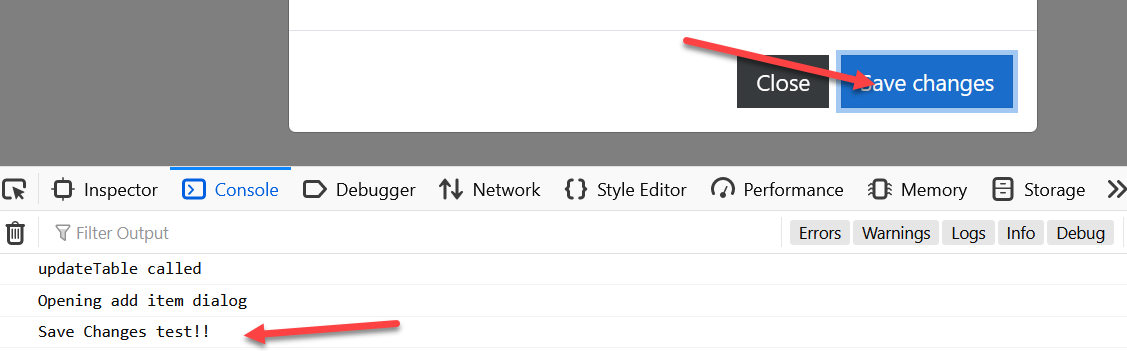 Close Save changes
Inspector Console Debugger Network Style Editor Performance Memory Storage
Filter Output Errors Warnings Logs Info Debug
updateTable called
Opening add item dialog
Save Changes test!!